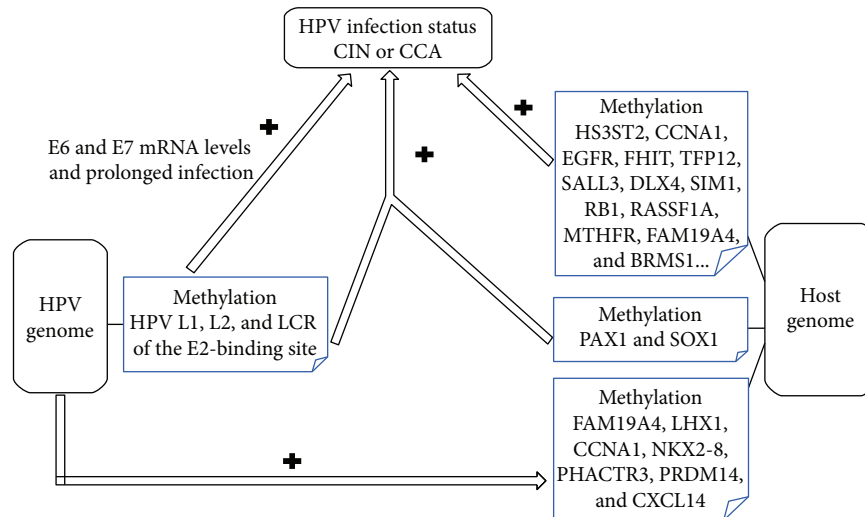 HPV infection status
CIN or CCA
E6 and E7 mRNA levels
and prolonged infection
Methylation
HS3ST2, CCNA1,
EGFR, FHIT, TFP12,
SALL3, DLX4, SIM1,
RB1, RASSF1A,
MTHFR, FAM19A4,
and BRMS1...
HPV
genome
Methylation
HPV L1, L2, and LCR
of the E2-binding site
Methylation
PAX1 and SOX1
Host
genome
Methylation
FAM19A4, LHX1,
CCNA1, NKX2-8,
PHACTR3, PRDM14,
and CXCL14